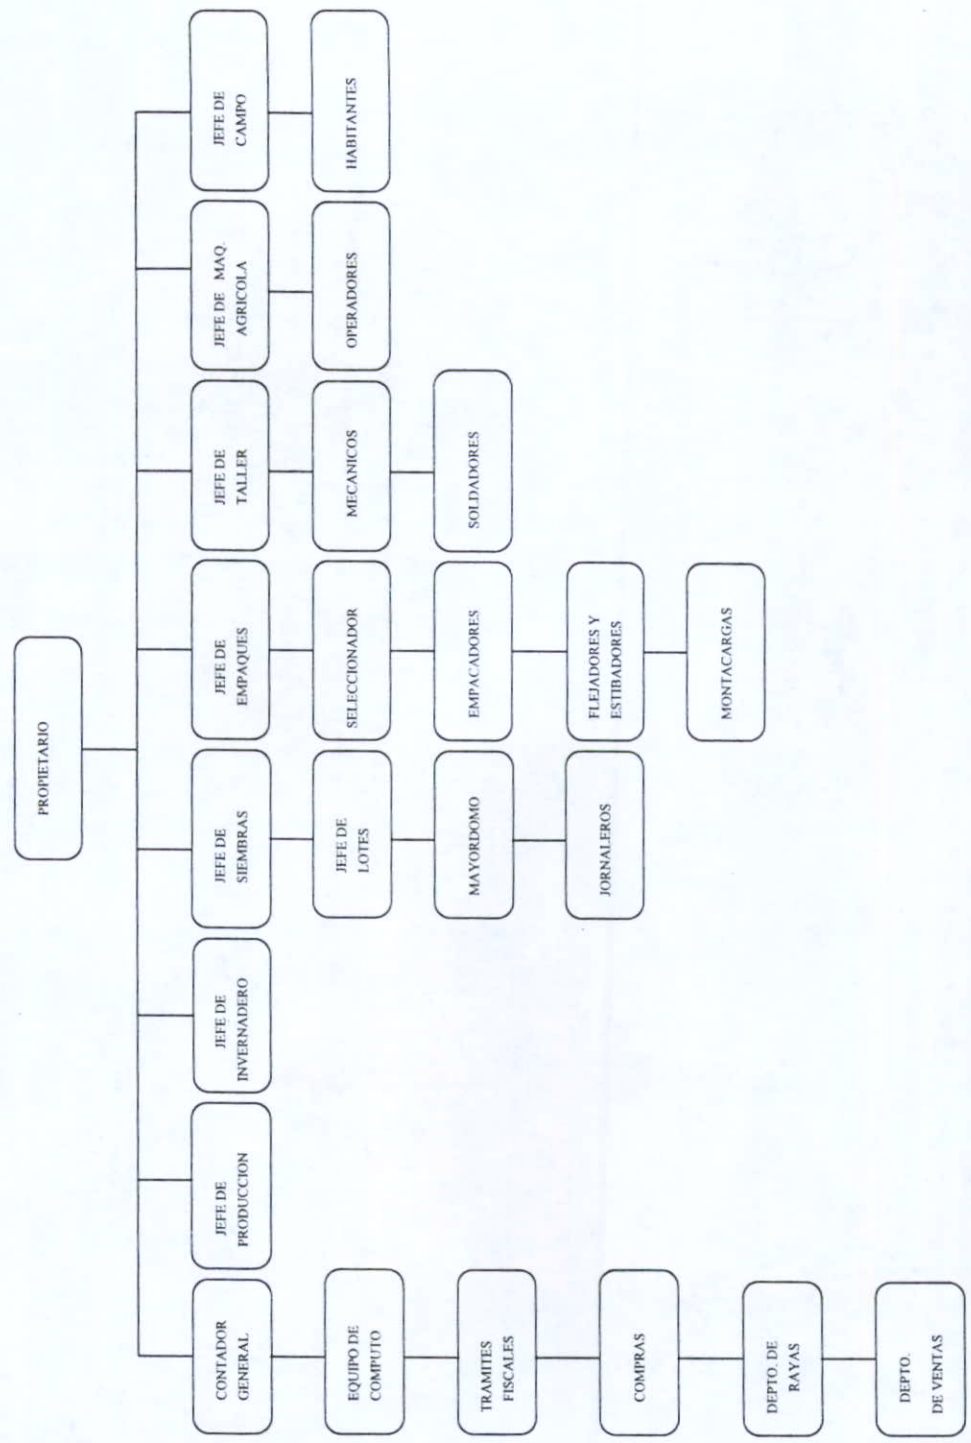 PROPIETARIO
CONTADOR
GENERAL
JEFE DE
PRODUCCION
JEFE DE
INVERNADERO
JEFE DE
SIEMBRAS
JEFE DE
EMPAQUES
JEFE DE
TALLER
JEFE DE MAQ.
AGRICOLA
JEFE DE
CAMPO
EQUIPO DE
COMPUTO
JEFE DE
LOTES
SELECCIONADOR
MECANICOS
OPERADORES
HABITANTES
TRAMITES
FISCALES
MAYORDOMO
EMPACADORES
SOLDADORES
COMPRAS
JORNALEROS
FLEJADORES Y
ESTIBADORES
DEPTO. DE
RAYAS
MONTACARGAS
DEPTO.
DE VENTAS